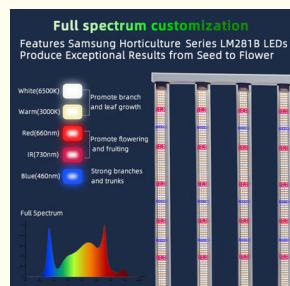 Full spectrum customization
Features Samsung Horticulture Series LM281B LEDs
Produce Exceptional Results from Seed to Flower
White(6500K)
Warm(3000K)
Promote branch
and leaf growth
Red(660nm)
IR(730nm)
Promote flowering
and fruiting
Blue(460nm)
Strong branches
and trunks
Full Spectrum